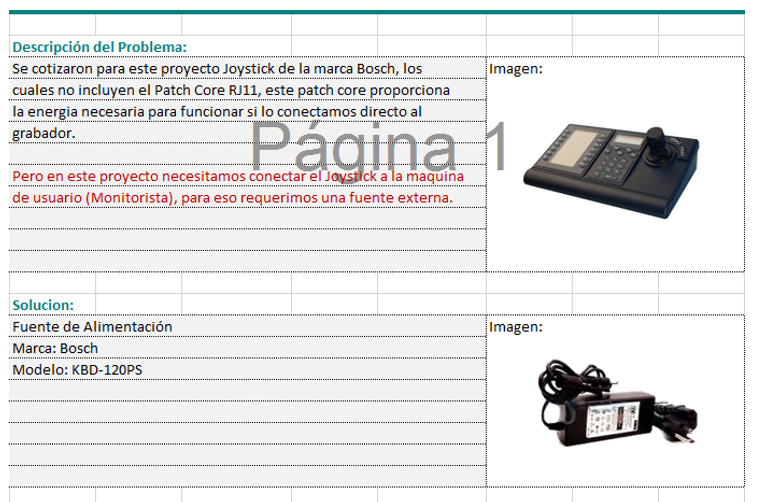 Descripción del Problema:
Se cotizaron para este proyecto Joystick de la marca Bosch, los
cuales no incluyen el Patch Core RJ11, este patch core proporciona
la energia necesaria para funcionar si lo conectamos directo al
grabador.
Pero en este proyecto necesitamos conectar el Joystick a la maquina
de usuario (Monitorista), para eso requerimos una fuente externa.
Imagen:
Página 1
Solucion:
Fuente de Alimentación
Marca: Bosch
Modelo: KBD-120PS
Imagen: